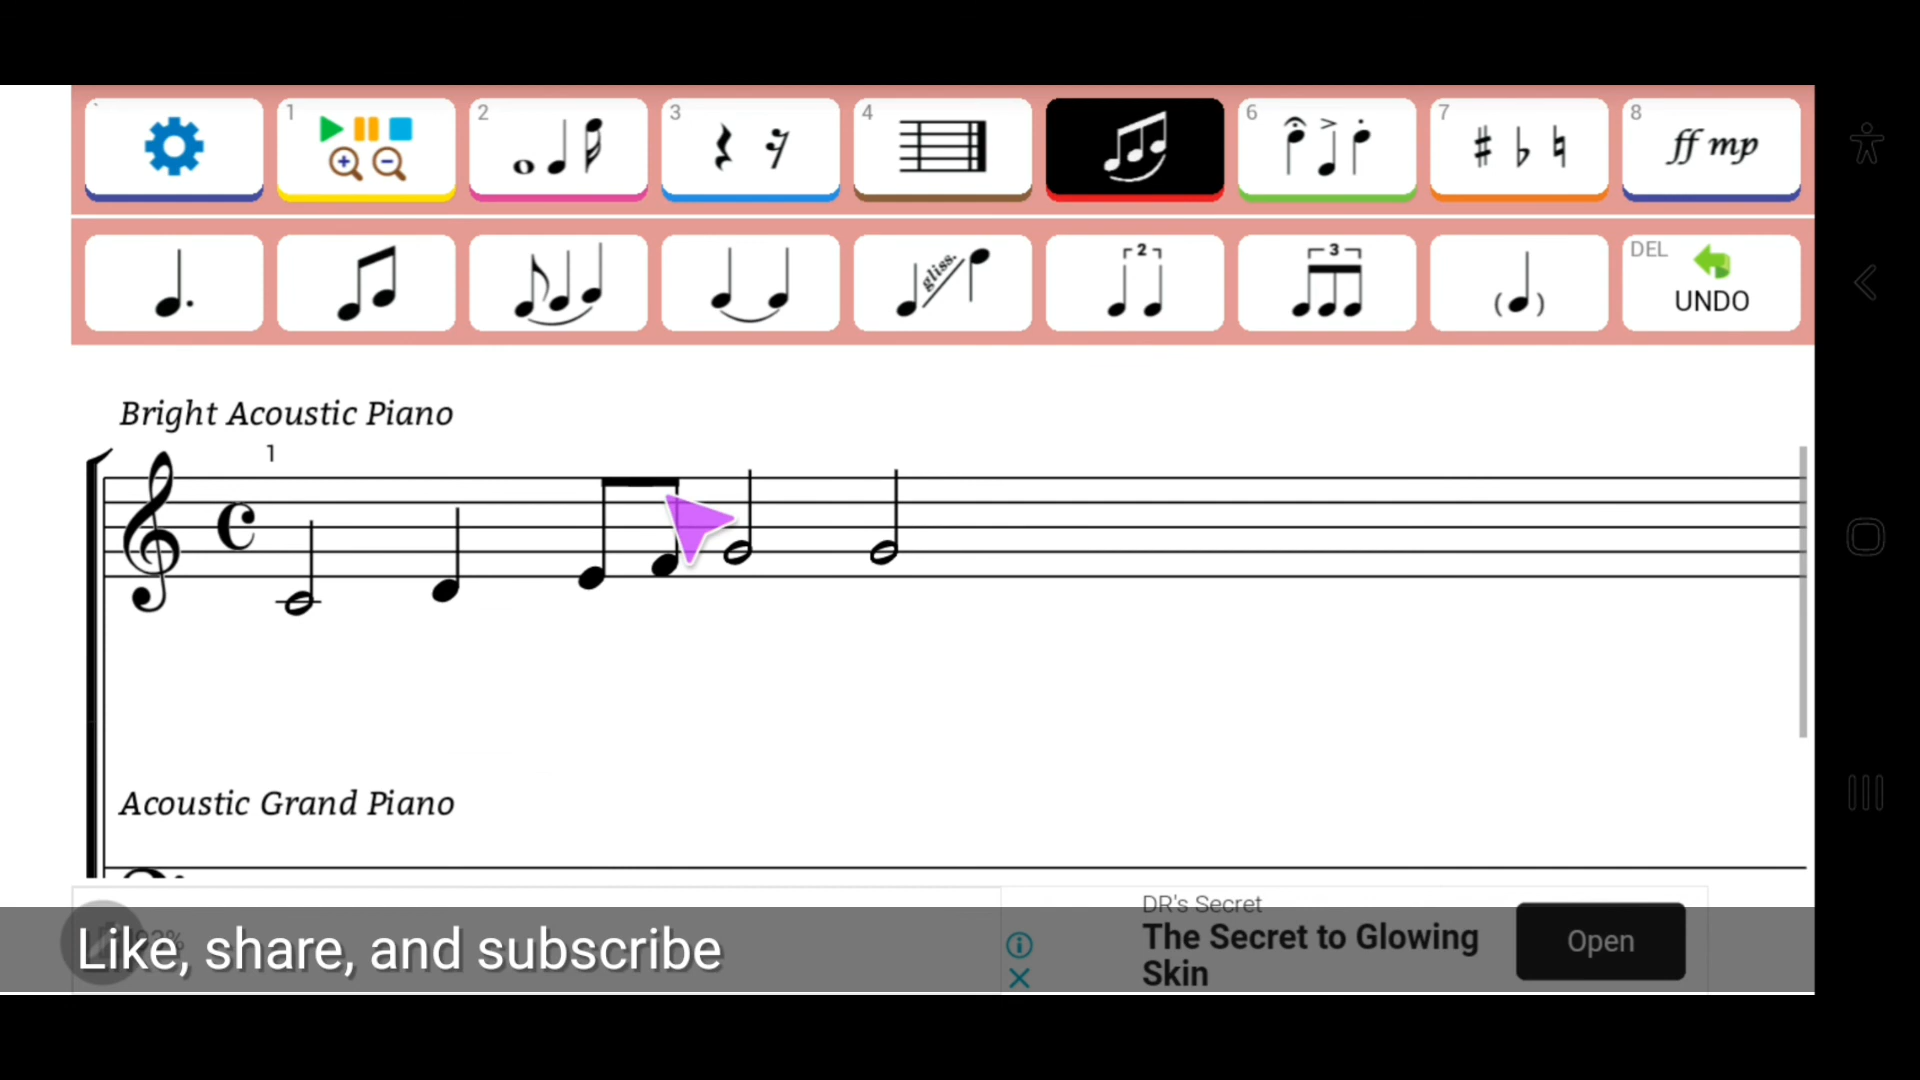 1
2
3
4
6
7
8
ff mp
gliss.
2
3
DEL
UNDO
Bright Acoustic Piano
1
Acoustic Grand Piano
DR's Secret
The Secret to Glowing
Skin
Open
Like, share, and subscribe